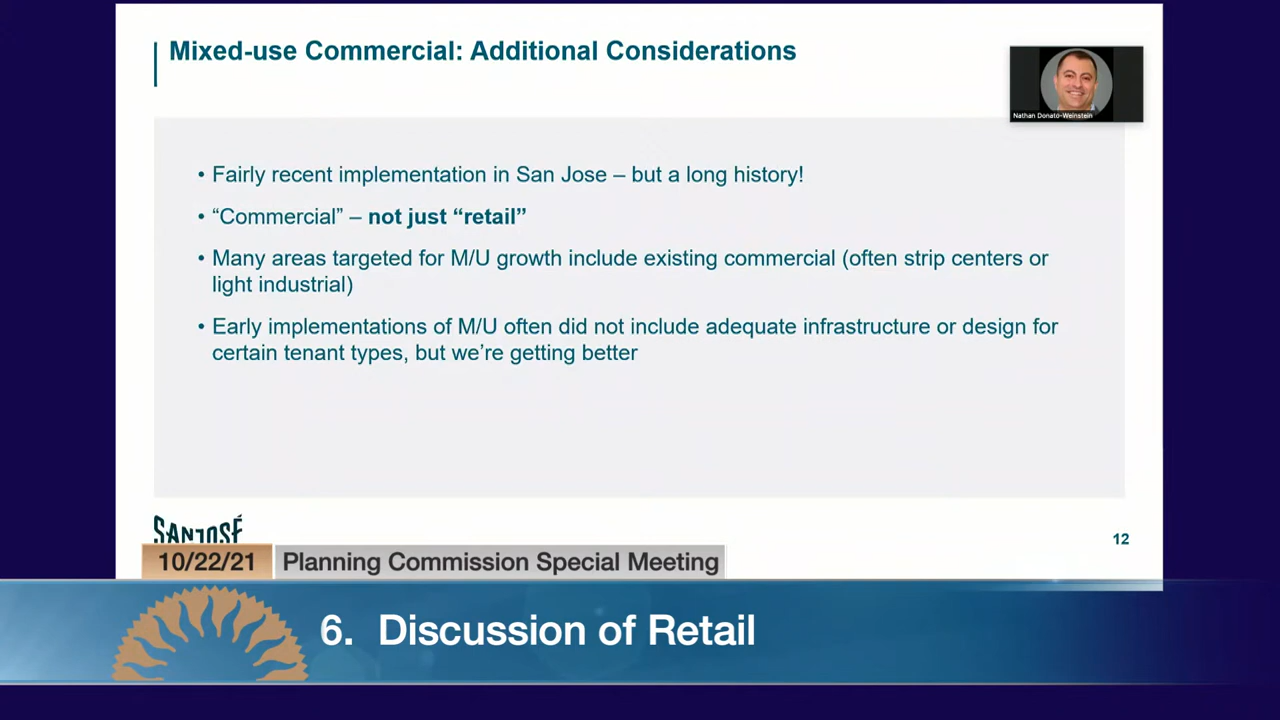 Mixed-use Commercial: Additional Considerations
Nathan Donato-Weinstein
• Fairly recent implementation in San Jose – but a long history!
• “Commercial” – not just “retail”
• Many areas targeted for M/U growth include existing commercial (often strip centers or
light industrial)
• Early implementations of M/U often did not include adequate infrastructure or design for
certain tenant types, but we’re getting better
SAN JOSÉ
12
10/22/21 Planning Commission Special Meeting
6. Discussion of Retail